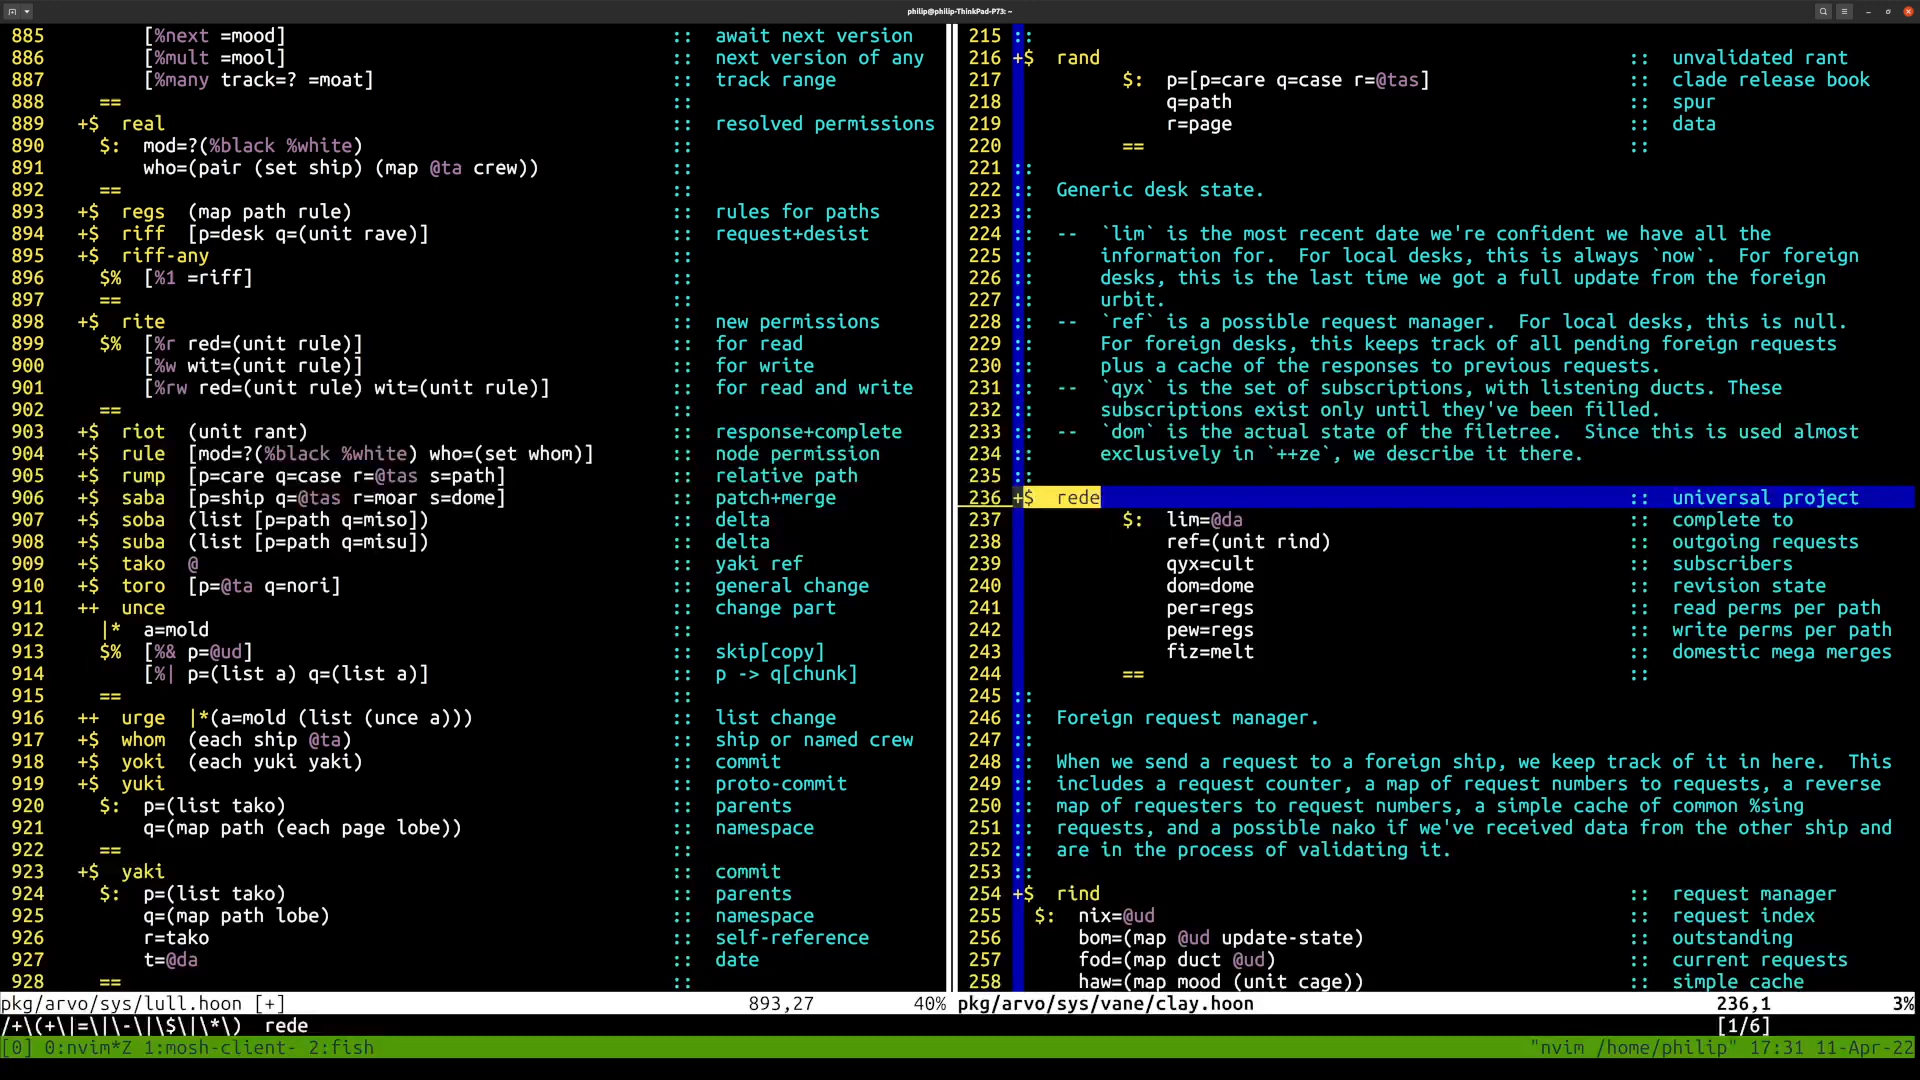 philip@philip-ThinkPad-P73: ~
885         [%next =mood]                                    ::  await next version
886         [%mult =mool]                                    ::  next version of any
887         [%many track=? =moat]                            ::  track range
888     ==                                                   ::
889   +$  real                                               ::  resolved permissions
890     $:  mod=?(%black %white)                             ::
891         who=(pair (set ship) (map @ta crew))             ::
892     ==                                                   ::
893   +$  regs  (map path rule)                              ::  rules for paths
894   +$  riff  [p=desk q=(unit rave)]                       ::  request+desist
895   +$  riff-any                                           ::
896     $%  [%1 =riff]                                       ::
897     ==                                                   ::
898   +$  rite                                               ::  new permissions
899     $%  [%r red=(unit rule)]                             ::  for read
900         [%w wit=(unit rule)]                             ::  for write
901         [%rw red=(unit rule) wit=(unit rule)]            ::  for read and write
902     ==                                                   ::
903   +$  riot  (unit rant)                                  ::  response+complete
904   +$  rule  [mod=?(%black %white) who=(set whom)]        ::  node permission
905   +$  rump  [p=care q=case r=@tas s=path]                ::  relative path
906   +$  saba  [p=ship q=@tas r=moar s=dome]                ::  patch+merge
907   +$  soba  (list [p=path q=miso])                       ::  delta
908   +$  suba  (list [p=path q=misu])                       ::  delta
909   +$  tako  @                                            ::  yaki ref
910   +$  toro  [p=@ta q=nori]                               ::  general change
911   ++  unce                                               ::  change part
912     |*  a=mold                                           ::
913     $%  [%& p=@ud]                                       ::  skip[copy]
914         [%| p=(list a) q=(list a)]                       ::  p -> q[chunk]
915     ==                                                   ::
916   ++  urge  |*(a=mold (list (unce a)))                   ::  list change
917   +$  whom  (each ship @ta)                              ::  ship or named crew
918   +$  yoki  (each yuki yaki)                             ::  commit
919   +$  yuki                                               ::  proto-commit
920     $:  p=(list tako)                                    ::  parents
921         q=(map path (each page lobe))                    ::  namespace
922     ==                                                   ::
923   +$  yaki                                               ::  commit
924     $:  p=(list tako)                                    ::  parents
925         q=(map path lobe)                                ::  namespace
926         r=tako                                           ::  self-reference
927         t=@da                                            ::  date
928     ==                                                   ::
pkg/arvo/sys/lull.hoon [+]                                          893,27         40%
215 ::
216 +$  rand                                                ::  unvalidated rant
217           $:  p=[p=care q=case r=@tas]                  ::  clade release book
218               q=path                                    ::  spur
219               r=page                                    ::  data
220           ==                                            ::
221 ::
222 ::  Generic desk state.
223 ::
224 ::  --  `lim` is the most recent date we're confident we have all the
225 ::      information for.  For local desks, this is always `now`.  For foreign
226 ::      desks, this is the last time we got a full update from the foreign
227 ::      urbit.
228 ::  --  `ref` is a possible request manager.  For local desks, this is null.
229 ::      For foreign desks, this keeps track of all pending foreign requests
230 ::      plus a cache of the responses to previous requests.
231 ::  --  `qyx` is the set of subscriptions, with listening ducts. These
232 ::      subscriptions exist only until they've been filled.
233 ::  --  `dom` is the actual state of the filetree.  Since this is used almost
234 ::      exclusively in `++ze`, we describe it there.
235 ::
236 +$  rede                                                ::  universal project
237           $:  lim=@da                                   ::  complete to
238               ref=(unit rind)                           ::  outgoing requests
239               qyx=cult                                  ::  subscribers
240               dom=dome                                  ::  revision state
241               per=regs                                  ::  read perms per path
242               pew=regs                                  ::  write perms per path
243               fiz=melt                                  ::  domestic mega merges
244           ==                                            ::
245 ::
246 ::  Foreign request manager.
247 ::
248 ::  When we send a request to a foreign ship, we keep track of it in here.  This
249 ::  includes a request counter, a map of request numbers to requests, a reverse
250 ::  map of requesters to request numbers, a simple cache of common %sing
251 ::  requests, and a possible nako if we've received data from the other ship and
252 ::  are in the process of validating it.
253 ::
254 +$  rind                                                ::  request manager
255   $:  nix=@ud                                           ::  request index
256       bom=(map @ud update-state)                        ::  outstanding
257       fod=(map duct @ud)                                ::  current requests
258       haw=(map mood (unit cage))                        ::  simple cache
pkg/arvo/sys/vane/clay.hoon                                          236,1           3%
/+\(+\|=\|\-\|\$\|\*\)  rede                                         [1/6]
[0] 0:nvim*Z 1:mosh-client- 2:fish                                   "nvim /home/philip" 17:31 11-Apr-22